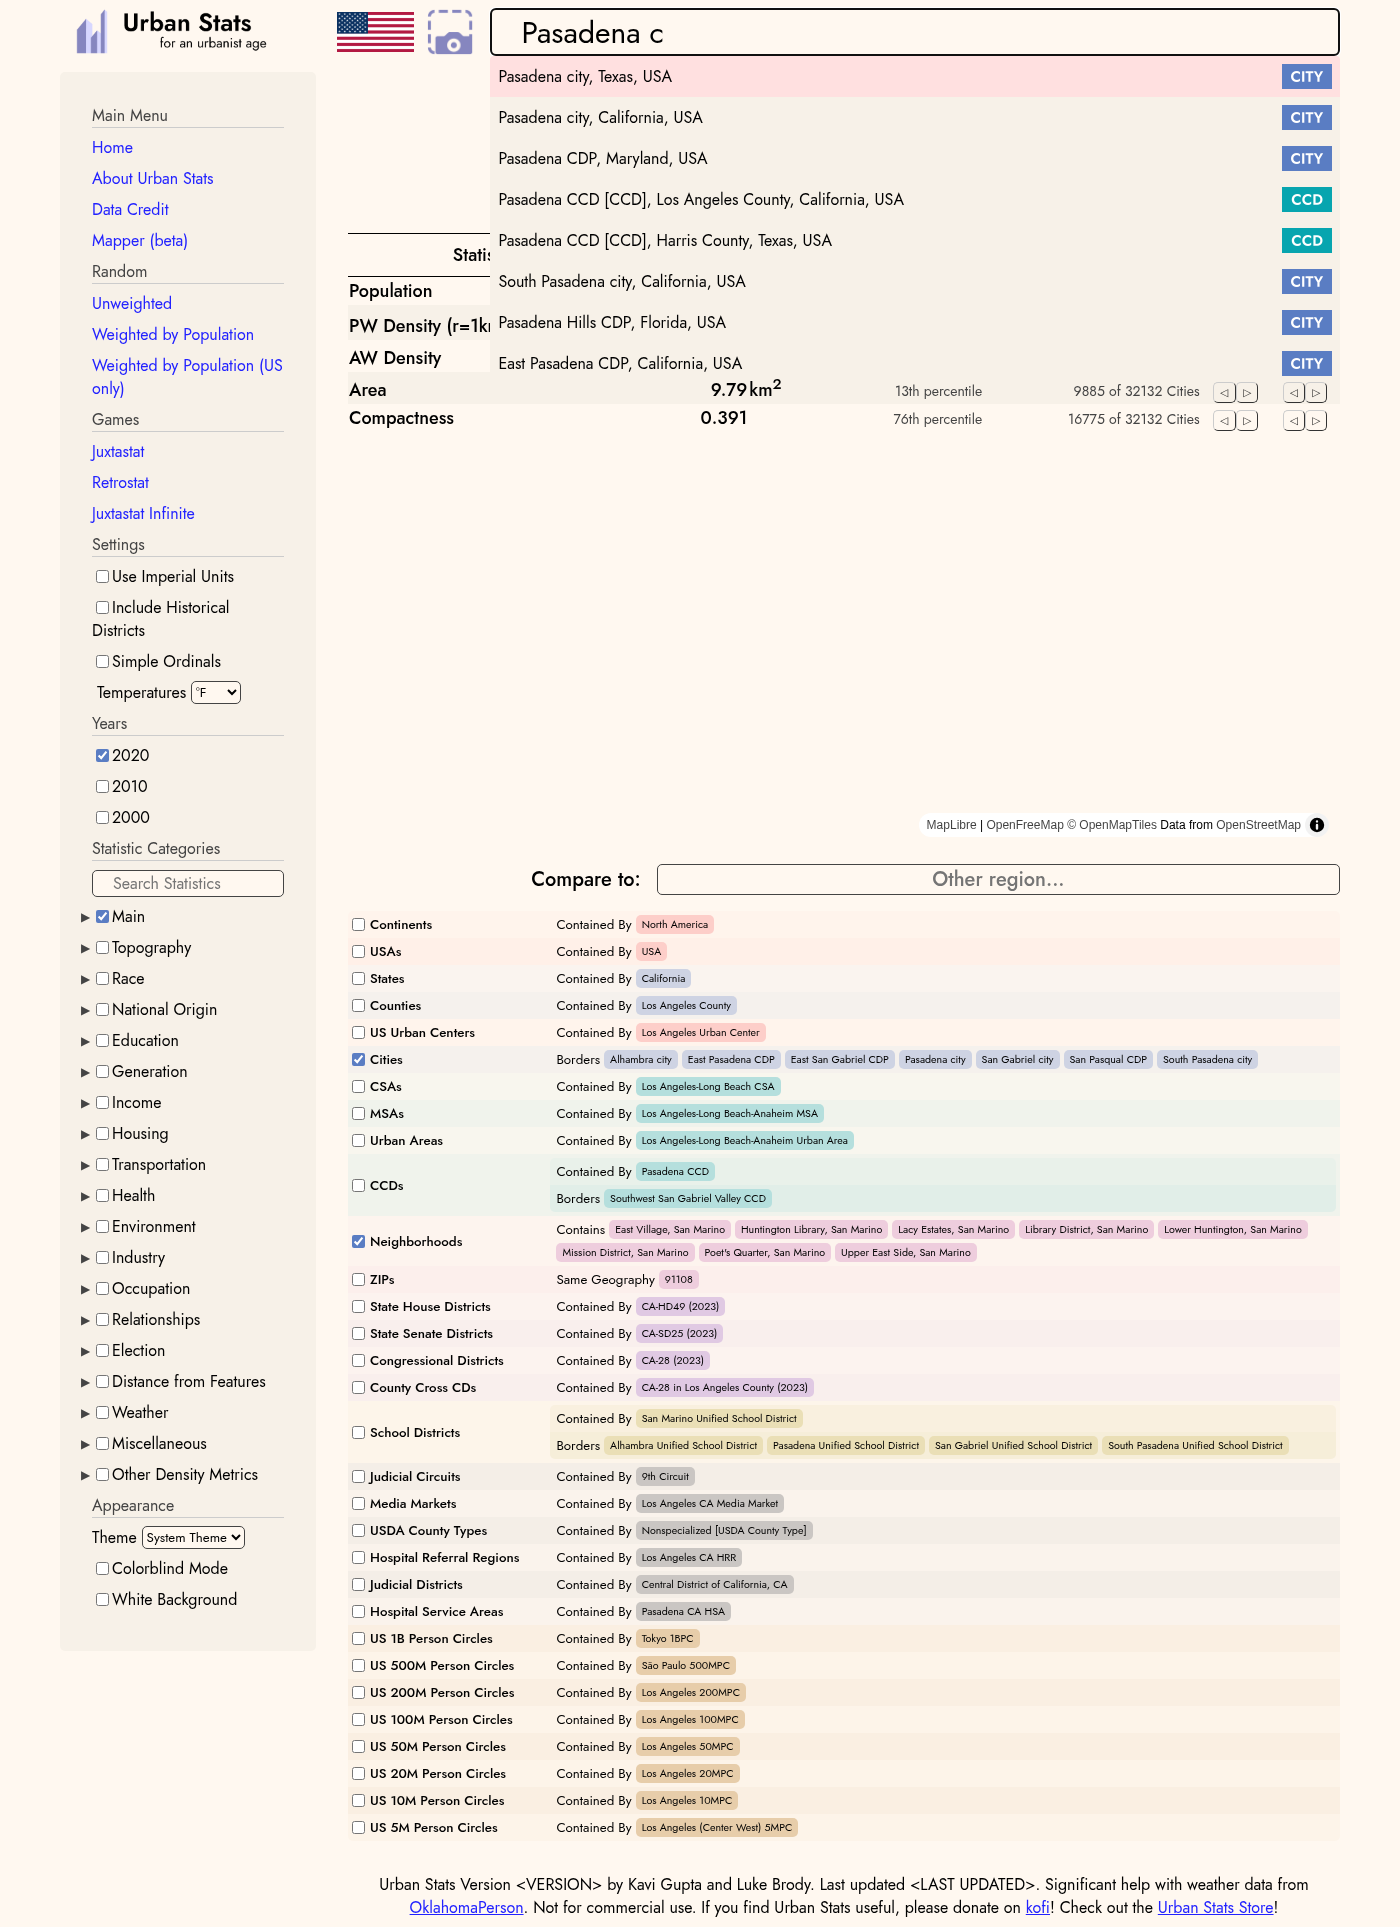 Urban Stats
for an urbanist age
Pasadena c
Pasadena city, Texas, USA CITY
Pasadena city, California, USA CITY
Pasadena CDP, Maryland, USA CITY
Pasadena CCD [CCD], Los Angeles County, California, USA CCD
Pasadena CCD [CCD], Harris County, Texas, USA CCD
South Pasadena city, California, USA CITY
Pasadena Hills CDP, Florida, USA CITY
East Pasadena CDP, California, USA CITY
Main Menu
Home
About Urban Stats
Data Credit
Mapper (beta)
Random
Unweighted
Weighted by Population
Weighted by Population (US
only)
Games
Juxtastat
Retrostat
Juxtastat Infinite
Settings
Use Imperial Units
Include Historical
Districts
Simple Ordinals
Temperatures °F
Years
2020
2010
2000
Statistic Categories
Search Statistics
Main
Topography
Race
National Origin
Education
Generation
Income
Housing
Transportation
Health
Environment
Industry
Occupation
Relationships
Election
Distance from Features
Weather
Miscellaneous
Other Density Metrics
Appearance
Theme System Theme
Colorblind Mode
White Background
Statis
Population
PW Density (r=1k
AW Density
Area 9.79 km² 13th percentile 9885 of 32132 Cities
Compactness 0.391 76th percentile 16775 of 32132 Cities
MapLibre | OpenFreeMap © OpenMapTiles Data from OpenStreetMap
Compare to: Other region...
Continents Contained By North America
USAs Contained By USA
States Contained By California
Counties Contained By Los Angeles County
US Urban Centers Contained By Los Angeles Urban Center
Cities Borders Alhambra city East Pasadena CDP East San Gabriel CDP Pasadena city San Gabriel city San Pasqual CDP South Pasadena city
CSAs Contained By Los Angeles-Long Beach CSA
MSAs Contained By Los Angeles-Long Beach-Anaheim MSA
Urban Areas Contained By Los Angeles-Long Beach-Anaheim Urban Area
CCDs Contained By Pasadena CCD
Borders Southwest San Gabriel Valley CCD
Neighborhoods Contains East Village, San Marino Huntington Library, San Marino Lacy Estates, San Marino Library District, San Marino Lower Huntington, San Marino
Mission District, San Marino Poet's Quarter, San Marino Upper East Side, San Marino
ZIPs Same Geography 91108
State House Districts Contained By CA-HD49 (2023)
State Senate Districts Contained By CA-SD25 (2023)
Congressional Districts Contained By CA-28 (2023)
County Cross CDs Contained By CA-28 in Los Angeles County (2023)
School Districts Contained By San Marino Unified School District
Borders Alhambra Unified School District Pasadena Unified School District San Gabriel Unified School District South Pasadena Unified School District
Judicial Circuits Contained By 9th Circuit
Media Markets Contained By Los Angeles CA Media Market
USDA County Types Contained By Nonspecialized [USDA County Type]
Hospital Referral Regions Contained By Los Angeles CA HRR
Judicial Districts Contained By Central District of California, CA
Hospital Service Areas Contained By Pasadena CA HSA
US 1B Person Circles Contained By Tokyo 1BPC
US 500M Person Circles Contained By São Paulo 500MPC
US 200M Person Circles Contained By Los Angeles 200MPC
US 100M Person Circles Contained By Los Angeles 100MPC
US 50M Person Circles Contained By Los Angeles 50MPC
US 20M Person Circles Contained By Los Angeles 20MPC
US 10M Person Circles Contained By Los Angeles 10MPC
US 5M Person Circles Contained By Los Angeles (Center West) 5MPC
Urban Stats Version <VERSION> by Kavi Gupta and Luke Brody. Last updated <LAST UPDATED>. Significant help with weather data from
OklahomaPerson. Not for commercial use. If you find Urban Stats useful, please donate on kofi! Check out the Urban Stats Store!